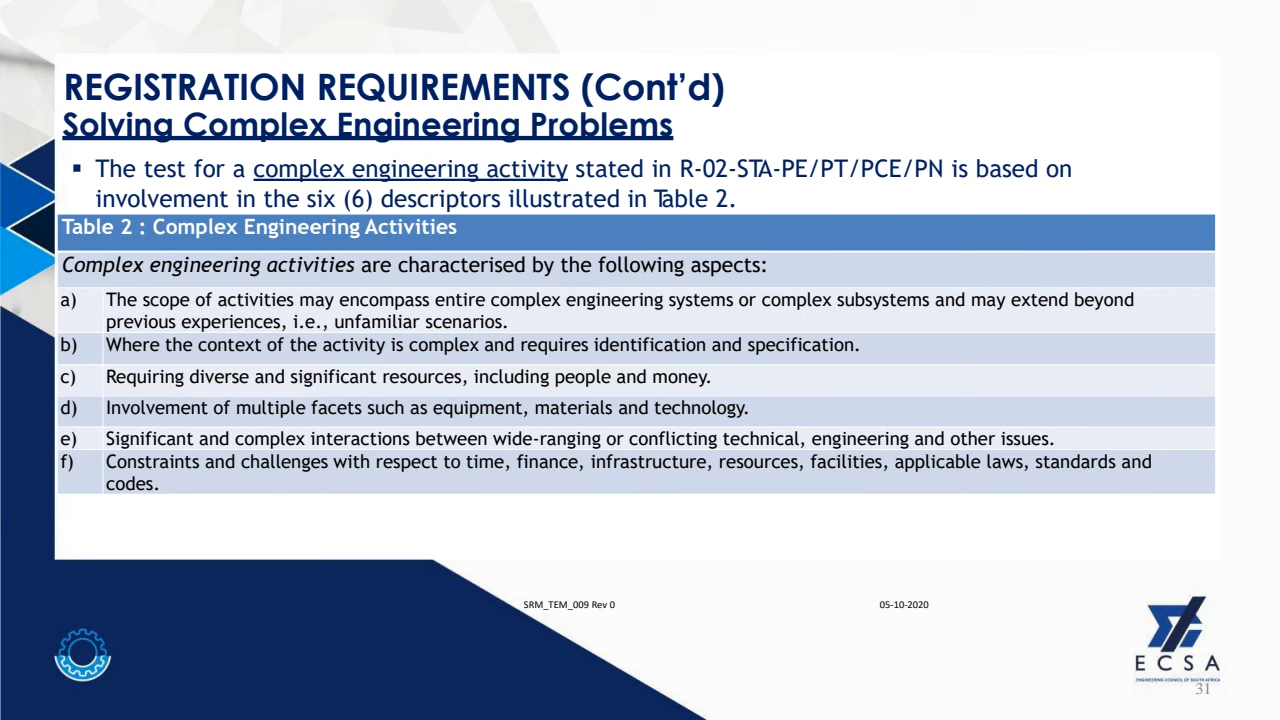 REGISTRATION REQUIREMENTS (Cont’d)
Solving Complex Engineering Problems
▪ The test for a complex engineering activity stated in R-02-STA-PE/PT/PCE/PN is based on
involvement in the six (6) descriptors illustrated in Table 2.
Table 2 : Complex Engineering Activities
Complex engineering activities are characterised by the following aspects:
a) The scope of activities may encompass entire complex engineering systems or complex subsystems and may extend beyond
previous experiences, i.e., unfamiliar scenarios.
b) Where the context of the activity is complex and requires identification and specification.
c) Requiring diverse and significant resources, including people and money.
d) Involvement of multiple facets such as equipment, materials and technology.
e) Significant and complex interactions between wide-ranging or conflicting technical, engineering and other issues.
f) Constraints and challenges with respect to time, finance, infrastructure, resources, facilities, applicable laws, standards and
codes.
SRM_TEM_009 Rev 0
05-10-2020
ECSA
ENGINEERING COUNCIL OF SOUTH AFRICA
31